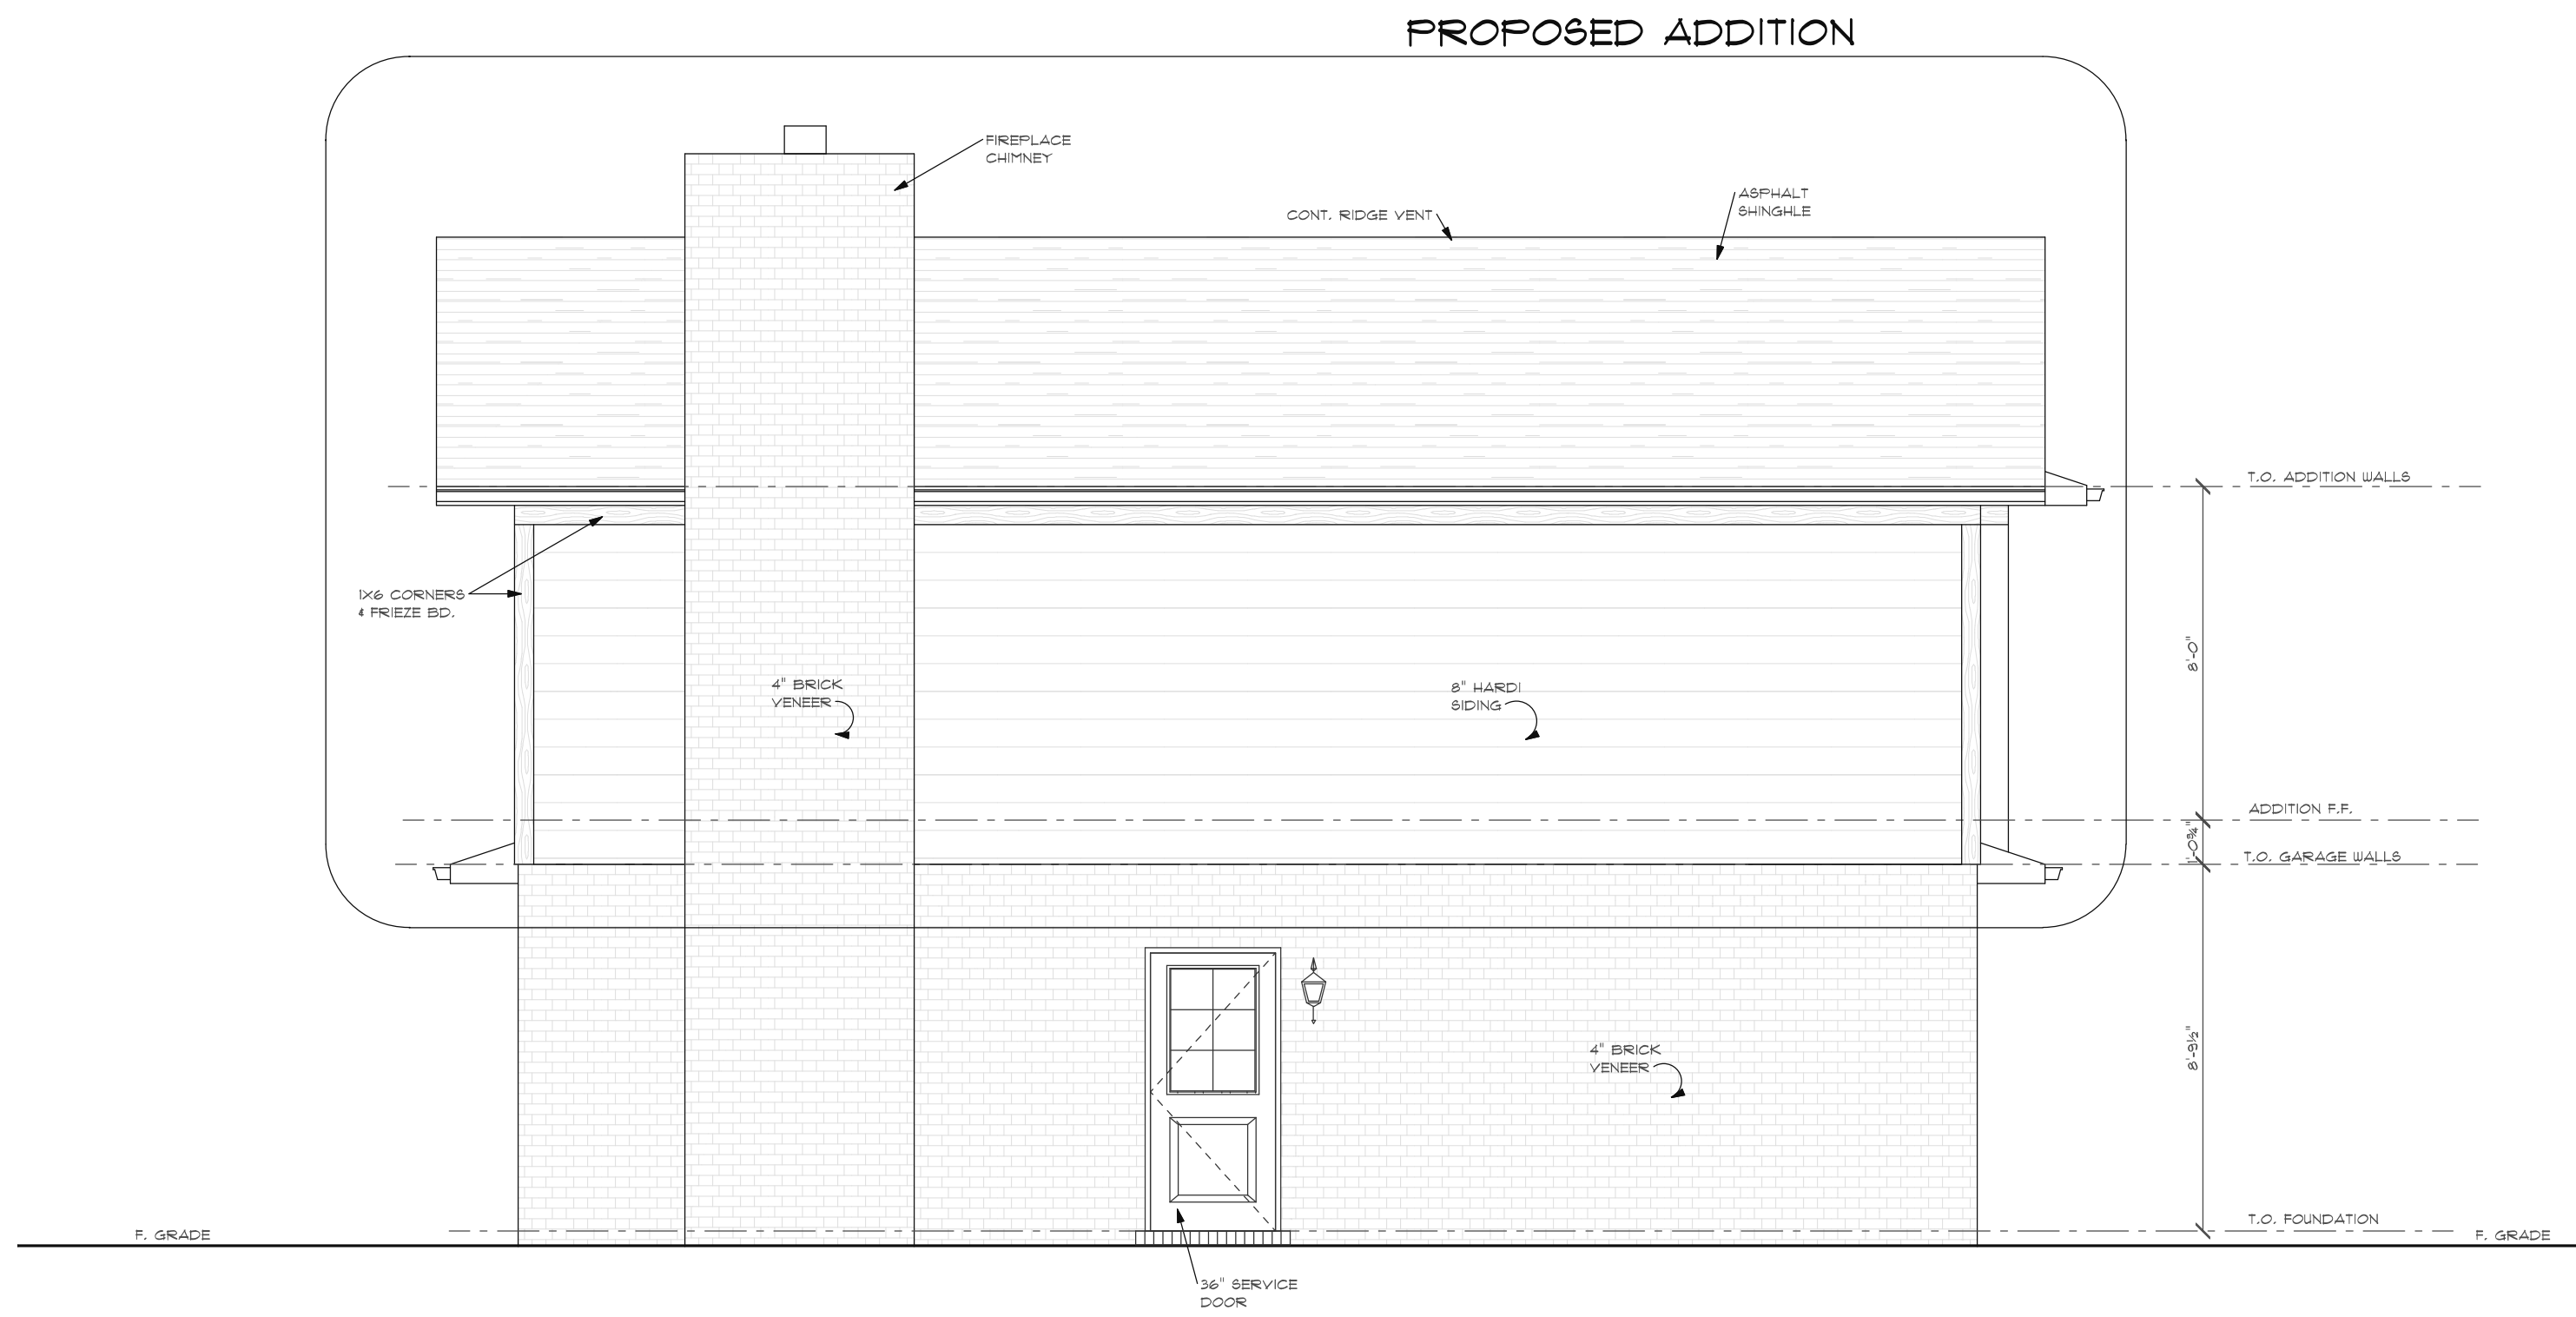 PROPOSED ADDITION
FIREPLACE
CHIMNEY
ASPHALT
SHINGHLE
CONT. RIDGE VENT
T.O. ADDITION WALLS
1X6 CORNERS
& FRIEZE BD.
8'-0"
4" BRICK
VENEER
8" HARDI
SIDING
ADDITION F.F.
1'-0¾"
T.O. GARAGE WALLS
4" BRICK
VENEER
8'-9½"
T.O. FOUNDATION
F. GRADE
F. GRADE
36" SERVICE
DOOR